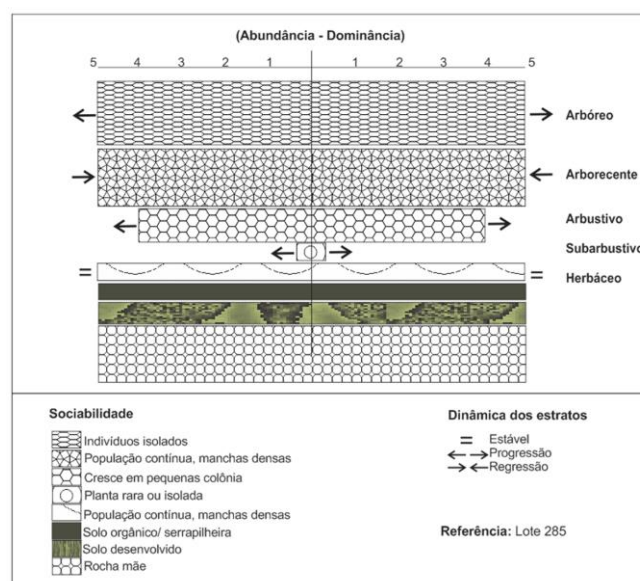 (Abundância - Dominância)
5 4 3 2 1 1 2 3 4 5
Arbóreo
Arborecente
Arbustivo
Subarbustivo
=
=
Herbáceo
Sociabilidade
Indivíduos isolados
População contínua, manchas densas
Cresce em pequenas colônia
Planta rara ou isolada
População contínua, manchas densas
Solo orgânico/ serrapilheira
Solo desenvolvido
Rocha mãe
Dinâmica dos estratos
= Estável
Progressão
Regressão
Referência: Lote 285